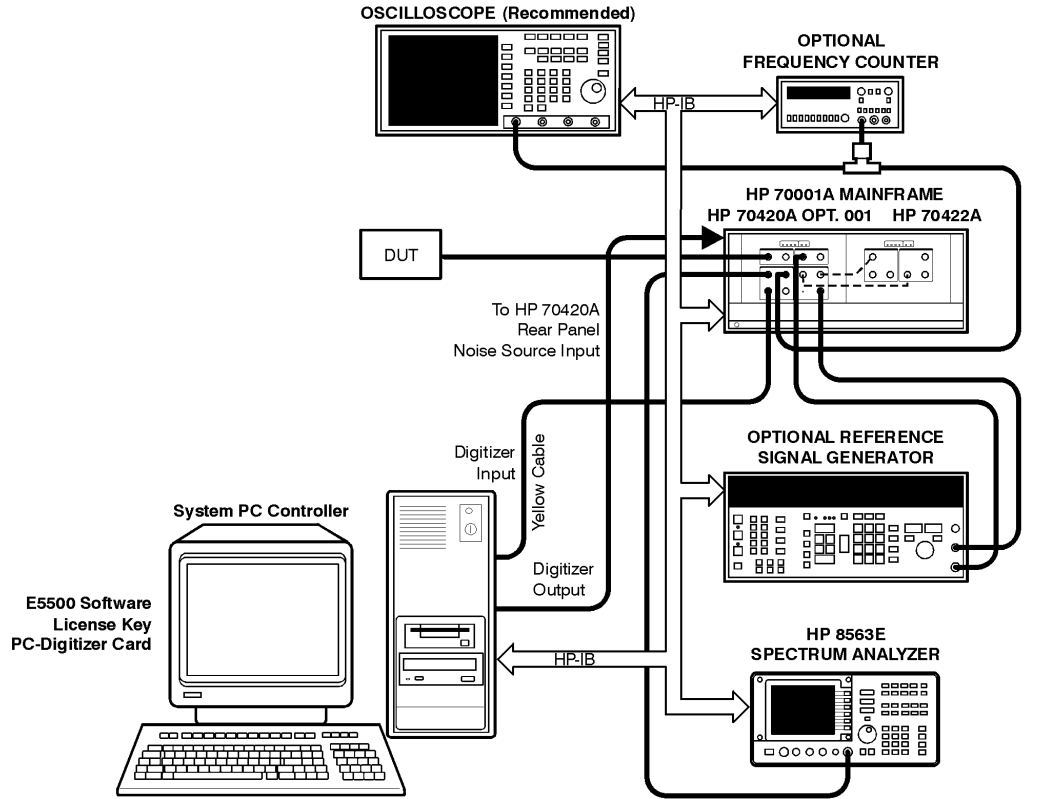 OSCILLOSCOPE (Recommended)
OPTIONAL
FREQUENCY COUNTER
HP-IB
HP 70001A MAINFRAME
HP 70420A OPT. 001 HP 70422A
DUT
To HP 70420A
Rear Panel
Noise Source Input
OPTIONAL REFERENCE
SIGNAL GENERATOR
Digitizer
Input
Yellow Cable
System PC Controller
Digitizer
Output
E5500 Software
License Key
PC-Digitizer Card
HP-IB
HP 8563E
SPECTRUM ANALYZER